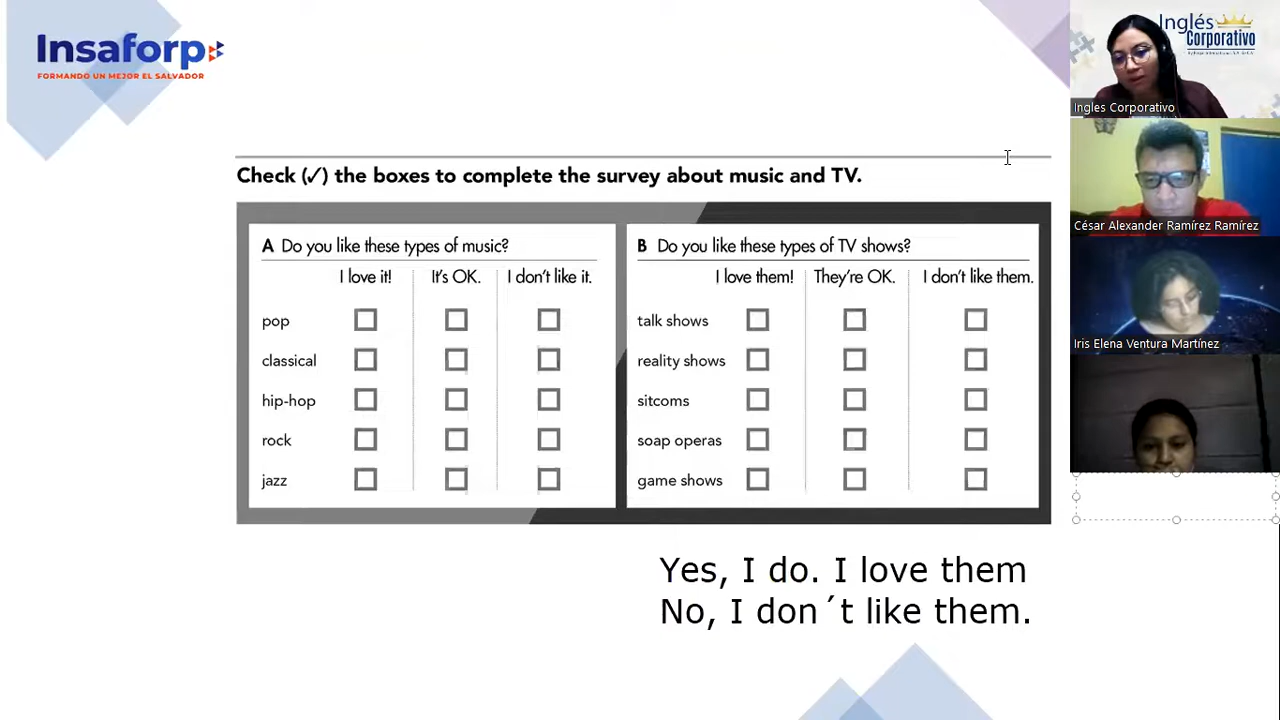 Insaforp
FORMANDO UN MEJOR EL SALVADOR
Check (✓) the boxes to complete the survey about music and TV.
A Do you like these types of music?
I love it! It's OK. I don't like it.
pop
classical
hip-hop
rock
jazz
B Do you like these types of TV shows?
I love them! They're OK. I don't like them.
talk shows
reality shows
sitcoms
soap operas
game shows
Yes, I do. I love them
No, I don´t like them.
Inglés
Corporativo
Ingles Corporativo
César Alexander Ramírez Ramírez
Iris Elena Ventura Martínez